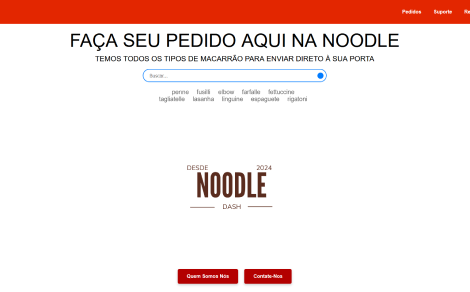 Pedidos Suporte
FAÇA SEU PEDIDO AQUI NA NOODLE
TEMOS TODOS OS TIPOS DE MACARRÃO PARA ENVIAR DIRETO À SUA PORTA
Buscar...
penne fusilli elbow farfalle fettuccine
tagliatelle lasanha linguine espaguete rigatoni
DESDE 2024
NOODLE
DASH
Quem Somos Nós Contate-Nos